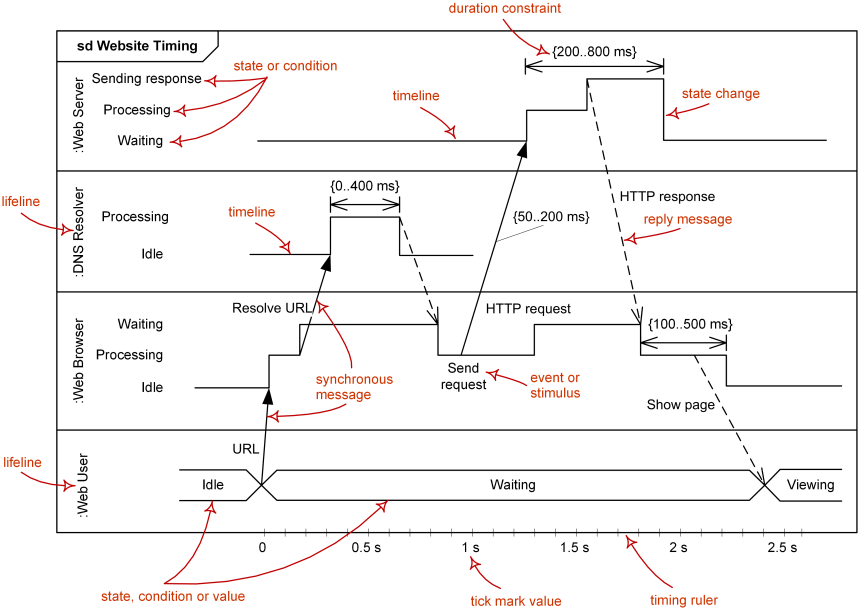 duration constraint
sd Website Timing
{200..800 ms}
state or condition
Sending response
timeline
state change
Processing
Waiting
:Web Server
{0..400 ms}
HTTP response
lifeline
Processing
timeline
{50..200 ms}
reply message
Idle
:DNS Resolver
Resolve URL
HTTP request
Waiting
{100..500 ms}
Processing
Send
request
synchronous
message
event or
stimulus
Idle
Show page
:Web Browser
URL
lifeline
Idle
Waiting
Viewing
:Web User
0
0.5 s
1 s
1.5 s
2 s
2.5 s
state, condition or value
tick mark value
timing ruler